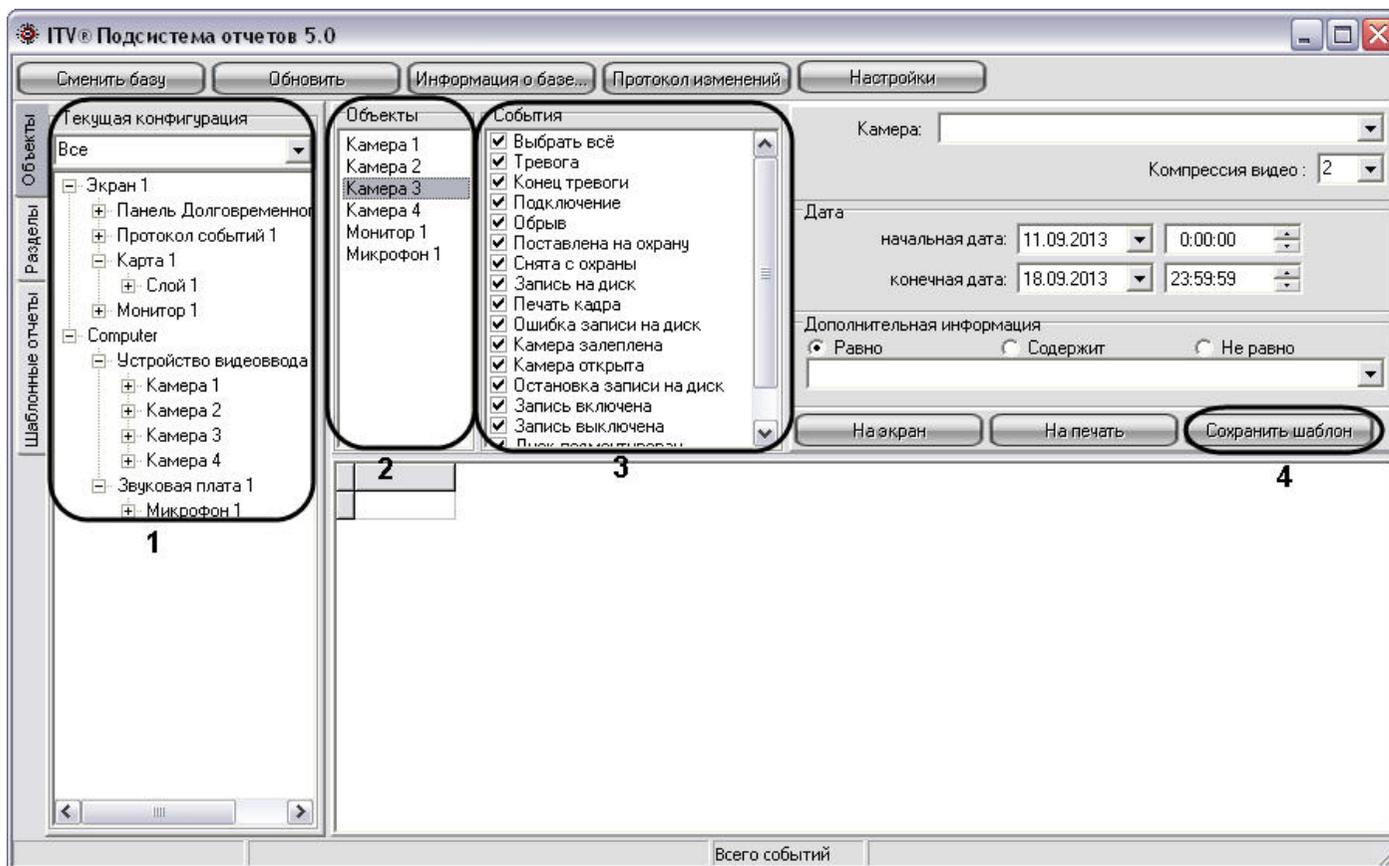 ITV® Подсистема отчетов 5.0
Сменить базу
Обновить
Информация о базе...
Протокол изменений
Настройки
Объекты
Разделы
Шаблонные отчеты
Текущая конфигурация
Все
Экран 1
Панель Долговременног
Протокол событий 1
Карта 1
Слой 1
Монитор 1
Computer
Устройство видеоввода
Камера 1
Камера 2
Камера 3
Камера 4
Звуковая плата 1
Микрофон 1
1
Объекты
Камера 1
Камера 2
Камера 3
Камера 4
Монитор 1
Микрофон 1
2
События
Выбрать всё
Тревога
Конец тревоги
Подключение
Обрыв
Поставлена на охрану
Снята с охраны
Запись на диск
Печать кадра
Ошибка записи на диск
Камера залеплена
Камера открыта
Остановка записи на диск
Запись включена
Запись выключена
3
Камера:
Компрессия видео : 2
Дата
начальная дата: 11.09.2013 0:00:00
конечная дата: 18.09.2013 23:59:59
Дополнительная информация
Равно Содержит Не равно
На экран
На печать
Сохранить шаблон
4
Всего событий